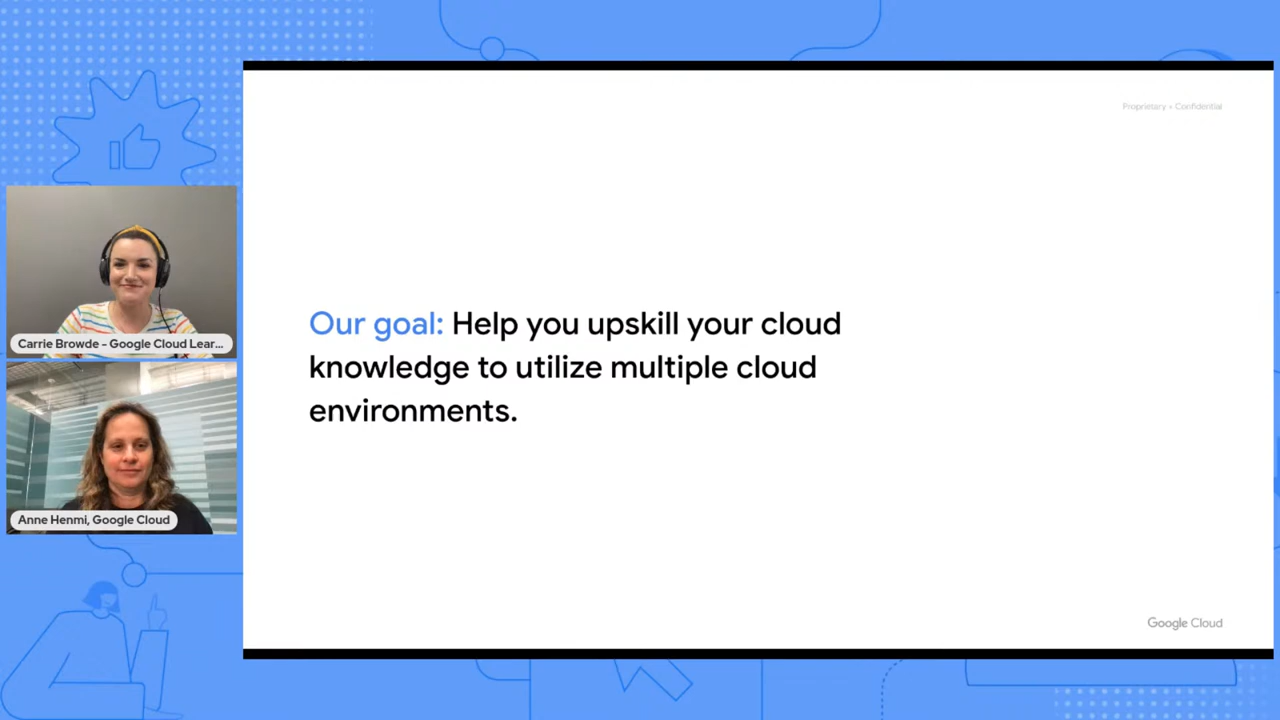 Proprietary + Confidential
Carrie Browde - Google Cloud Lear...
Anne Henmi, Google Cloud
Our goal: Help you upskill your cloud
knowledge to utilize multiple cloud
environments.
Google Cloud